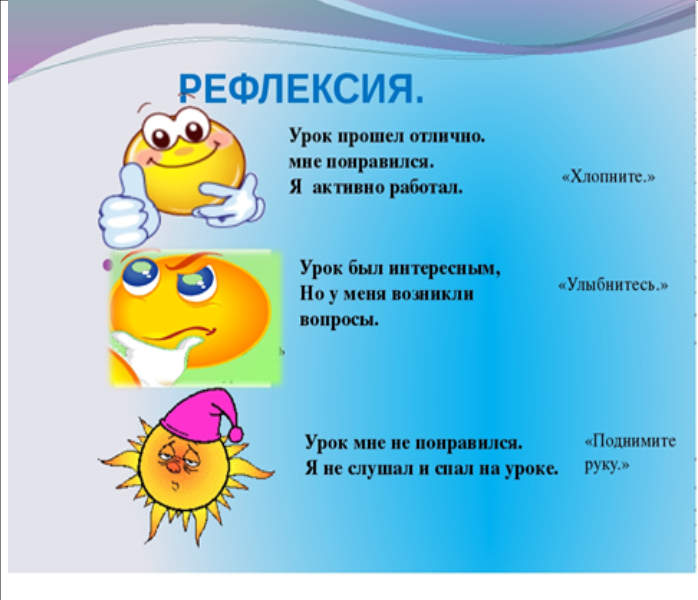 РЕФЛЕКСИЯ.
Урок прошел отлично.
мне понравился.
Я активно работал.
«Хлопните.»
Урок был интересным,
Но у меня возникли
вопросы.
«Улыбнитесь.»
ь
Урок мне не понравился.
Я не слушал и спал на уроке.
«Поднимите
руку.»